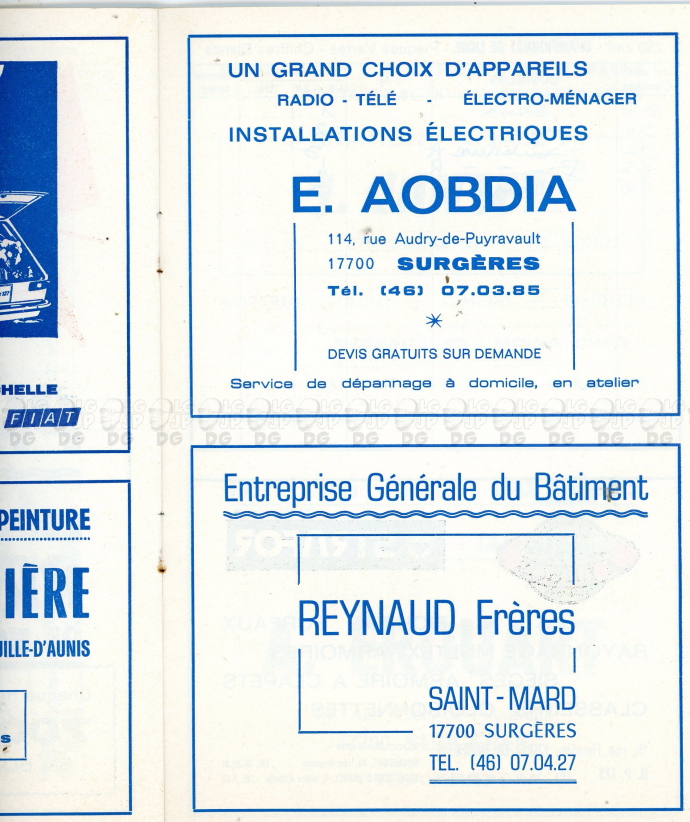 HELLE
FIAT
PEINTURE
IÈRE
ILLE-D'AUNIS
s
UN GRAND CHOIX D'APPAREILS
RADIO - TÉLÉ - ÉLECTRO-MÉNAGER
INSTALLATIONS ÉLECTRIQUES
E. AOBDIA
114, rue Audry-de-Puyravault
17700 SURGÈRES
Tél. (46) 07.03.85
DEVIS GRATUITS SUR DEMANDE
Service de dépannage à domicile, en atelier
Entreprise Générale du Bâtiment
REYNAUD Frères
SAINT-MARD
17700 SURGÈRES
TEL. (46) 07.04.27